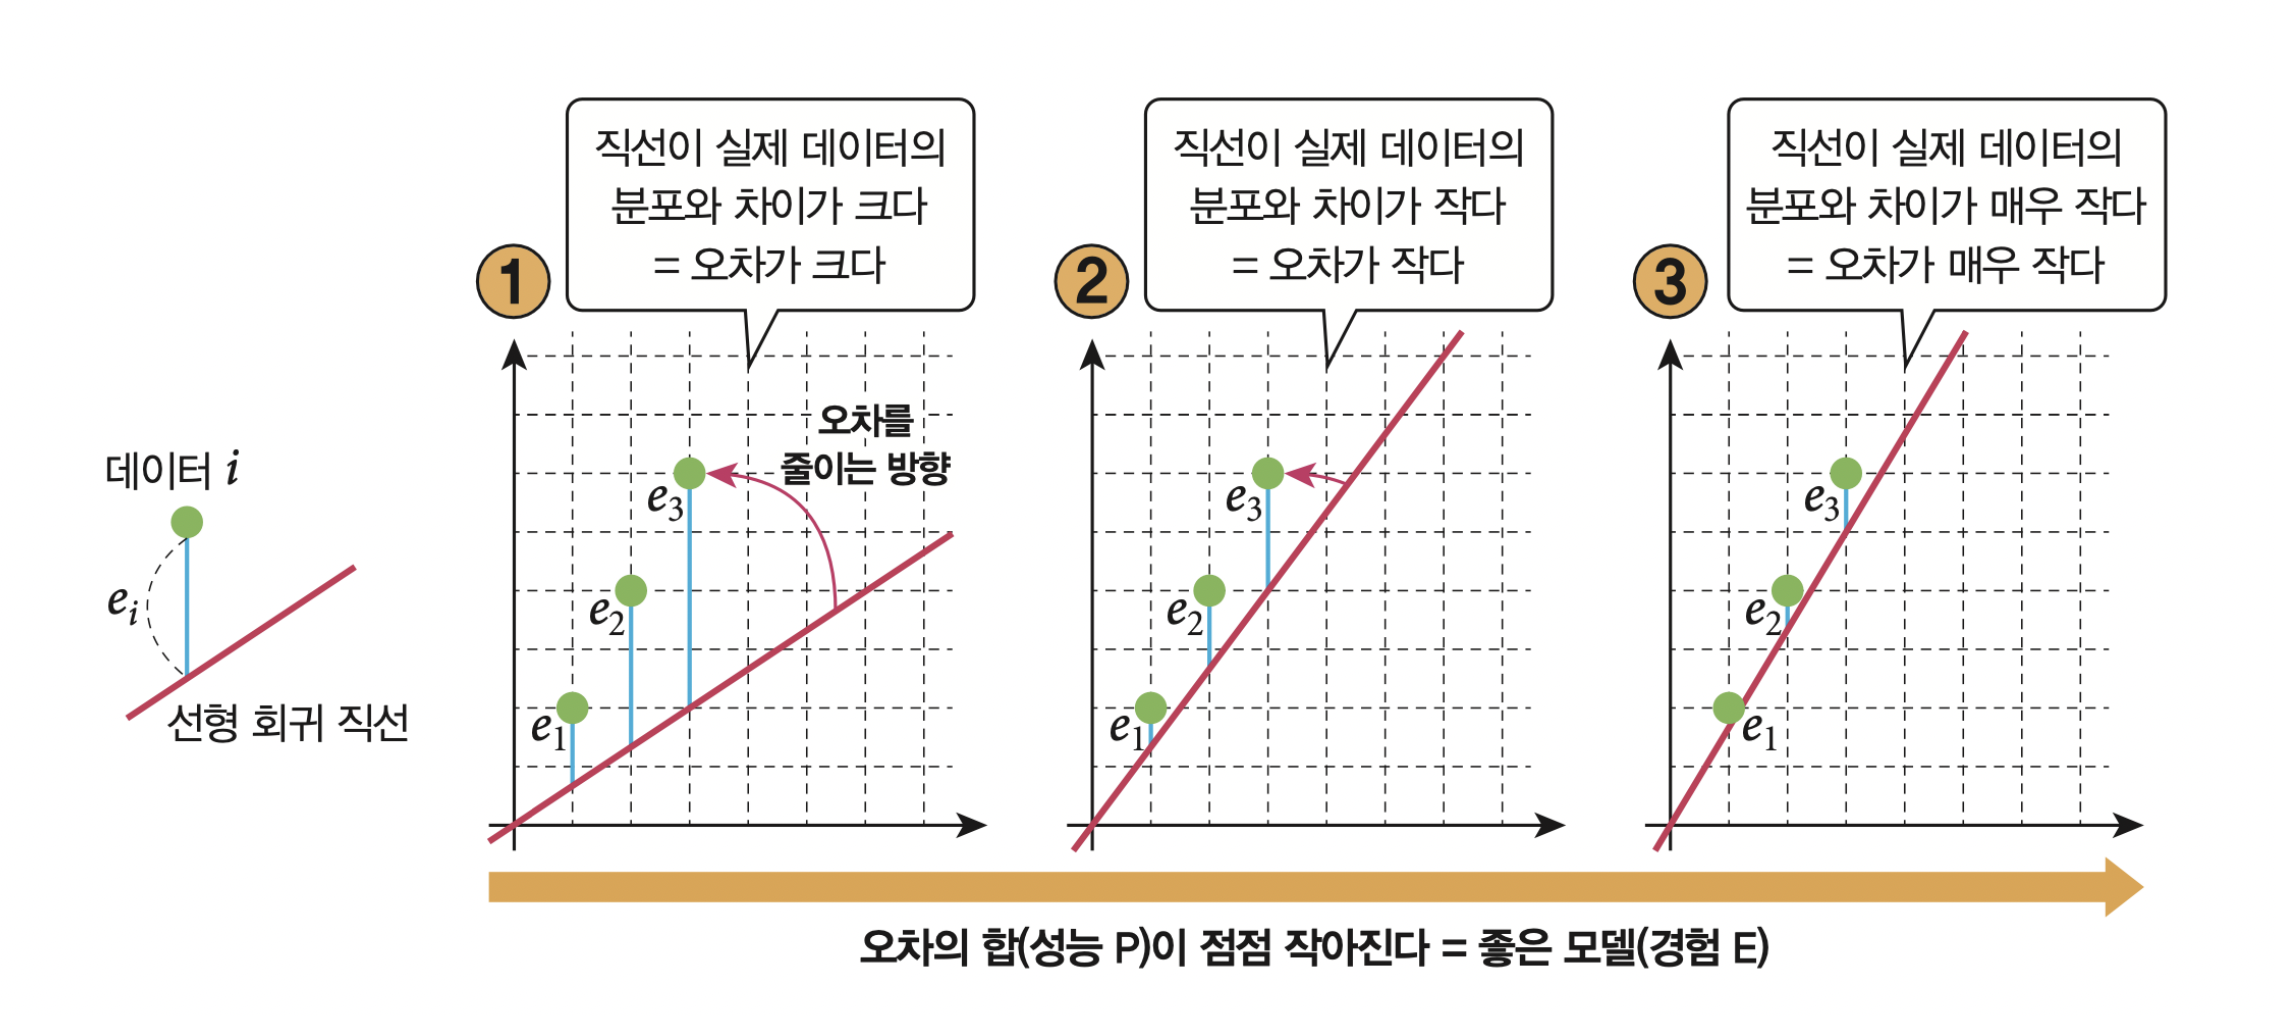 데이터 i
e_i
선형 회귀 직선
1
직선이 실제 데이터의
분포와 차이가 크다
= 오차가 크다
오차를
줄이는 방향
e_3
e_2
e_1
2
직선이 실제 데이터의
분포와 차이가 작다
= 오차가 작다
e_3
e_2
e_1
3
직선이 실제 데이터의
분포와 차이가 매우 작다
= 오차가 매우 작다
e_3
e_2
e_1
오차의 합(성능 P)이 점점 작아진다 = 좋은 모델(경험 E)